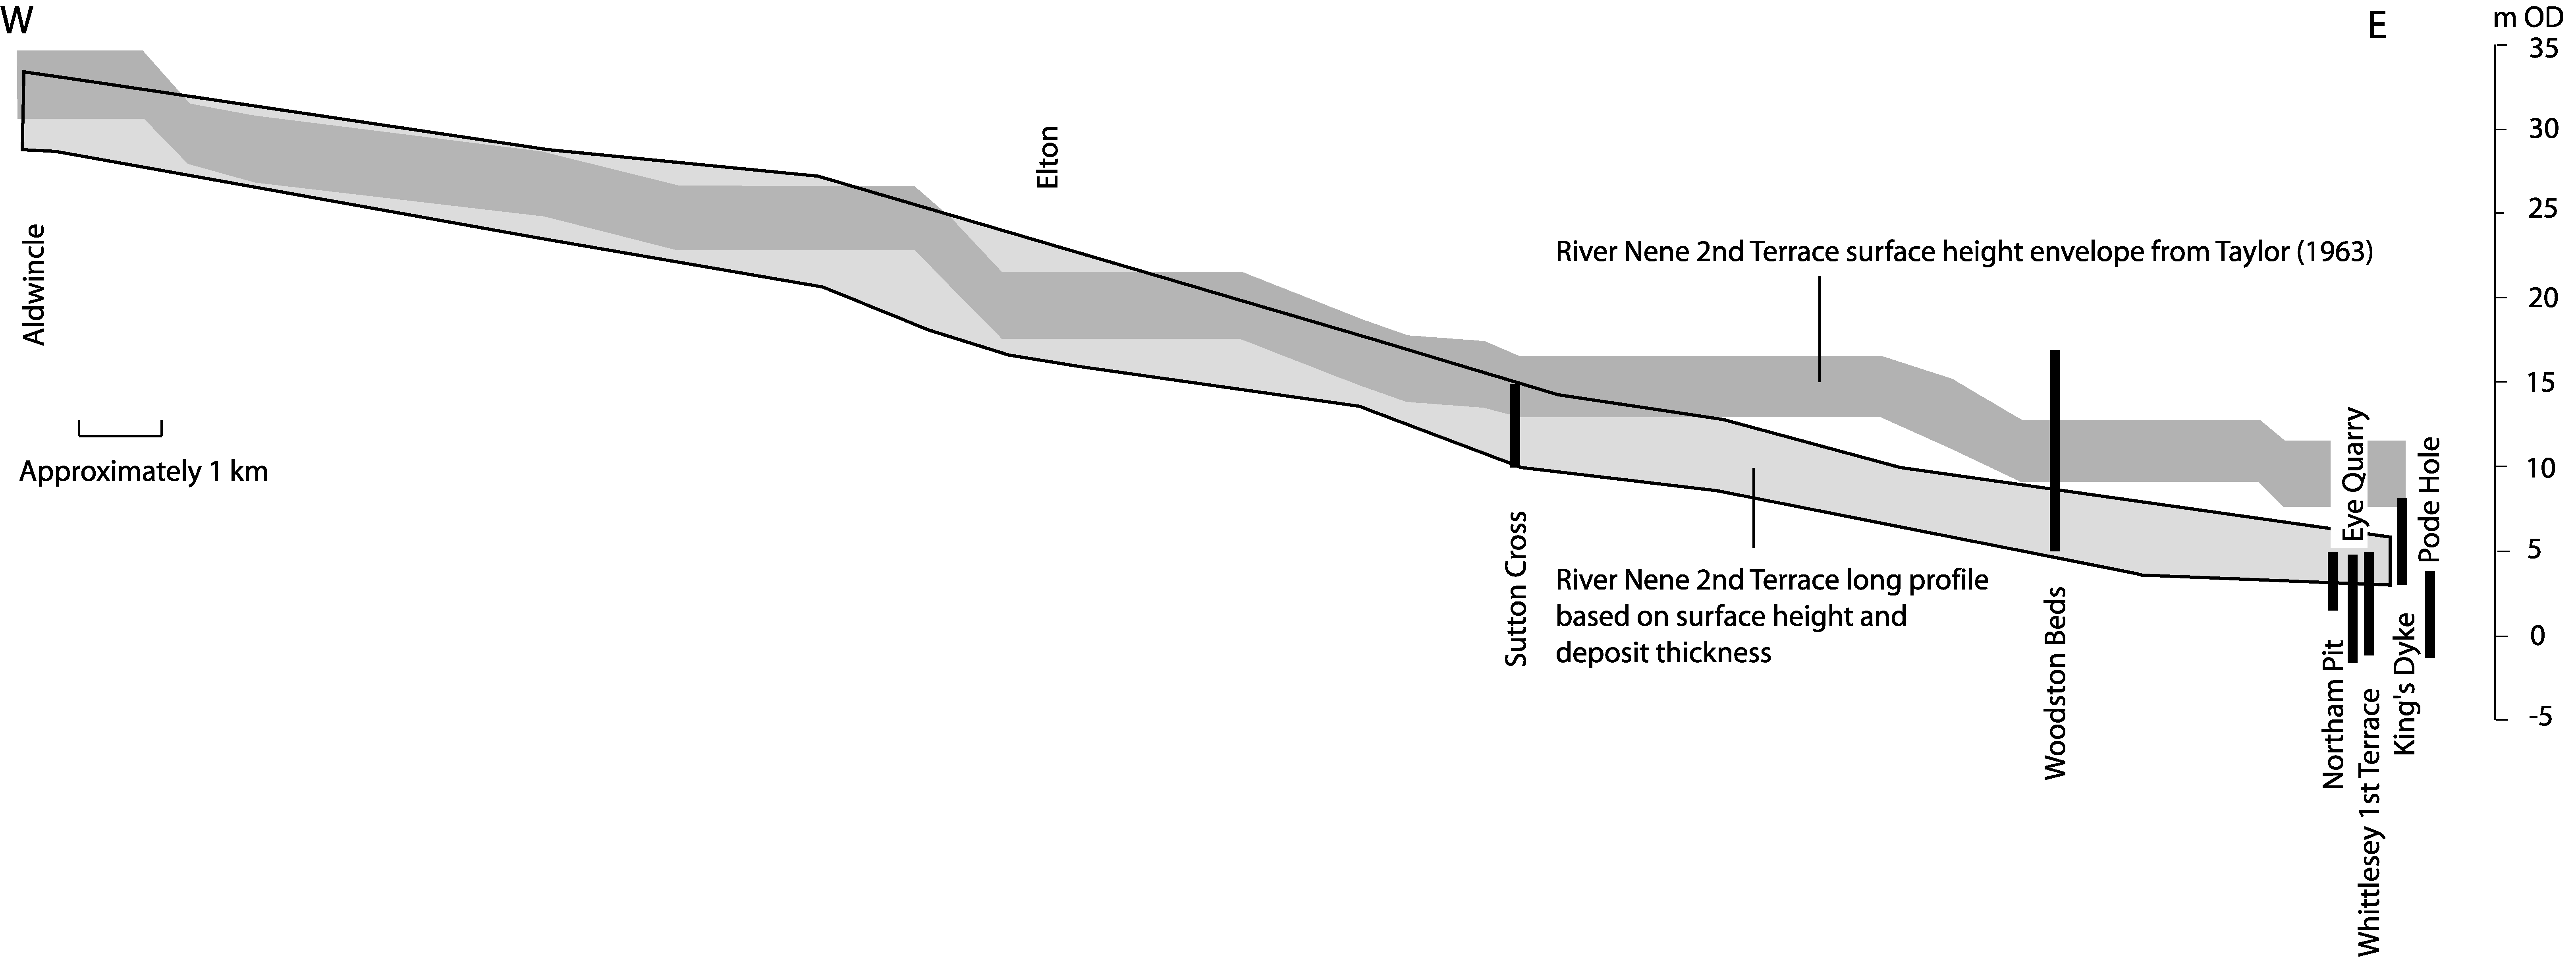 W
E
m OD
35
30
25
20
15
10
5
0
-5
Aldwincle
Elton
Approximately 1 km
River Nene 2nd Terrace surface height envelope from Taylor (1963)
River Nene 2nd Terrace long profile
based on surface height and
deposit thickness
Sutton Cross
Woodston Beds
Northam Pit
Eye Quarry
Whittlesey 1st Terrace
King's Dyke
Pode Hole